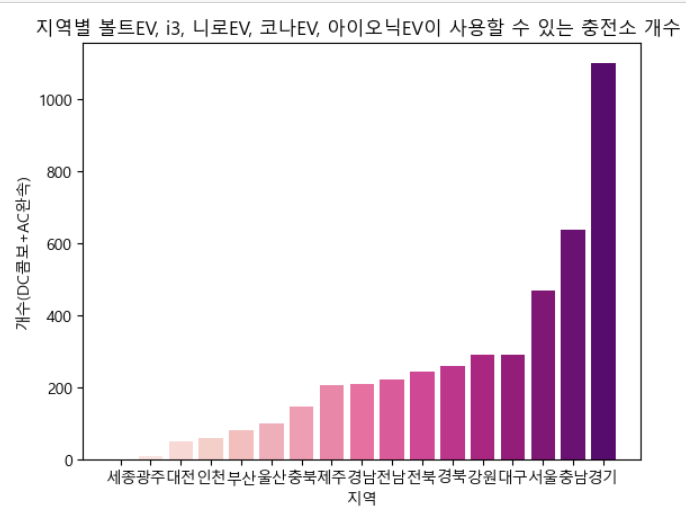 지역별 볼트EV, i3, 니로EV, 코나EV, 아이오닉EV이 사용할 수 있는 충전소 개수
1000
800
600
400
200
0
개수(DC콤보+AC완속)
세종 광주 대전 인천 부산 울산 충북 제주 경남 전남 전북 경북 강원 대구 서울 충남 경기
지역